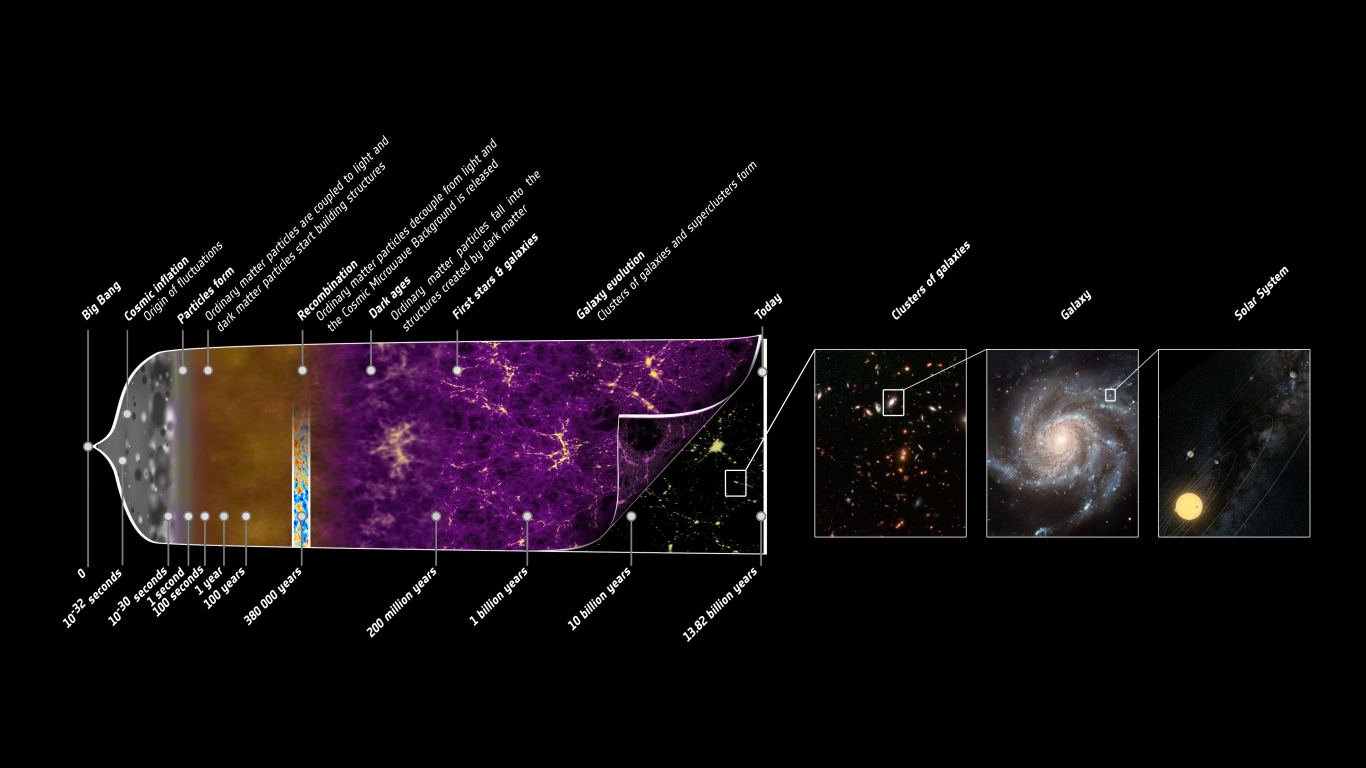 Big Bang
Cosmic inflation
Origin of fluctuations
Particles form
Ordinary matter particles are coupled to light and
dark matter particles start building structures
Recombination
Ordinary matter particles decouple from light and
the Cosmic Microwave Background is released
Dark ages
Ordinary matter particles fall into the
structures created by dark matter
First stars & galaxies
Galaxy evolution
Clusters of galaxies and superclusters form
Today
Clusters of galaxies
Galaxy
Solar System
0
10-32 seconds
10-30 seconds
1 second
100 seconds
1 year
100 years
380 000 years
200 million years
1 billion years
10 billion years
13.82 billion years